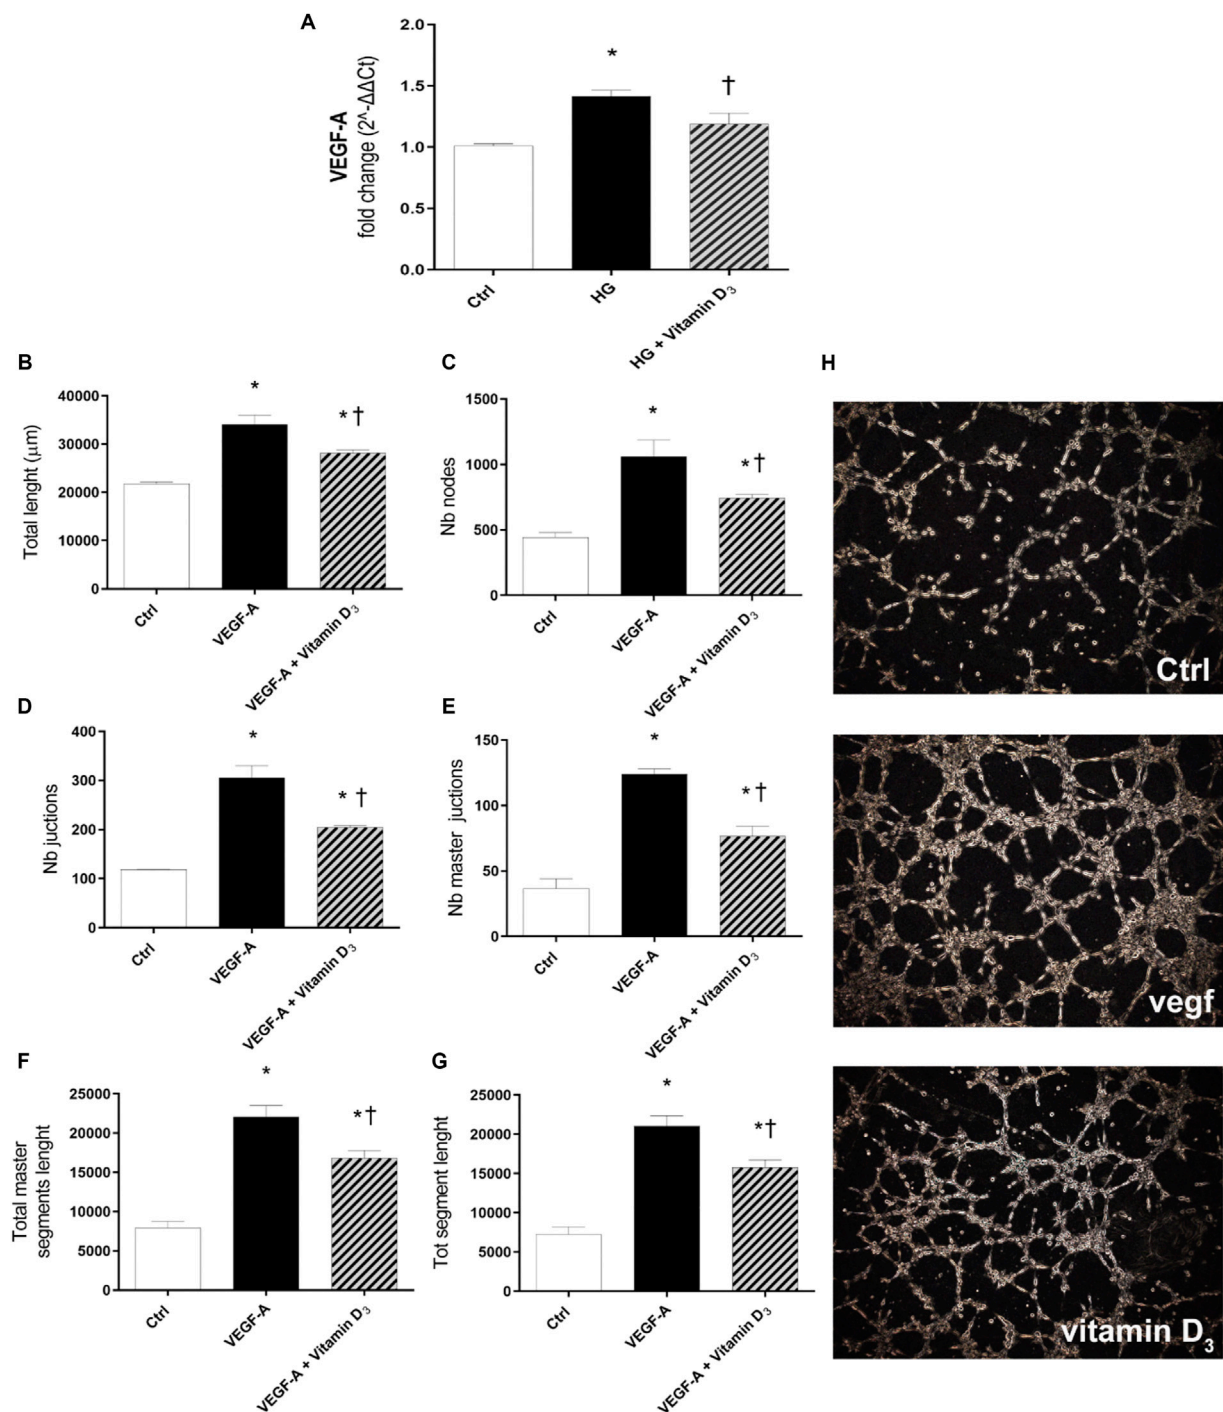 A
VEGF-A
fold change (2^-ΔΔCt)
2.0
1.5
1.0
0.5
0.0
*
†
Ctrl
HG
HG + Vitamin D₃
B
Total lenght (μm)
40000
30000
20000
10000
0
*
* †
Ctrl
VEGF-A
VEGF-A + Vitamin D₃
C
Nb nodes
1500
1000
500
0
*
*†
Ctrl
VEGF-A
VEGF-A + Vitamin D₃
D
Nb juctions
400
300
200
100
0
*
* †
Ctrl
VEGF-A
VEGF-A + Vitamin D₃
E
Nb master juctions
150
100
50
0
*
*†
Ctrl
VEGF-A
VEGF-A + Vitamin D₃
F
Total master
segments lenght
25000
20000
15000
10000
5000
0
*
*†
Ctrl
VEGF-A
VEGF-A + Vitamin D₃
G
Tot segment lenght
25000
20000
15000
10000
5000
0
*
*†
Ctrl
VEGF-A
VEGF-A + Vitamin D₃
H
Ctrl
vegf
vitamin D₃